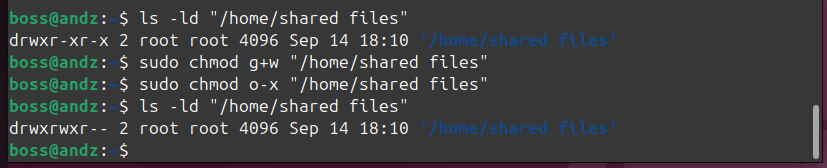 boss@andz:~$ ls -ld "/home/shared files"
drwxr-xr-x 2 root root 4096 Sep 14 18:10 '/home/shared files'
boss@andz:~$ sudo chmod g+w "/home/shared files"
boss@andz:~$ sudo chmod o-x "/home/shared files"
boss@andz:~$ ls -ld "/home/shared files"
drwxrwxr-- 2 root root 4096 Sep 14 18:10 '/home/shared files'
boss@andz:~$